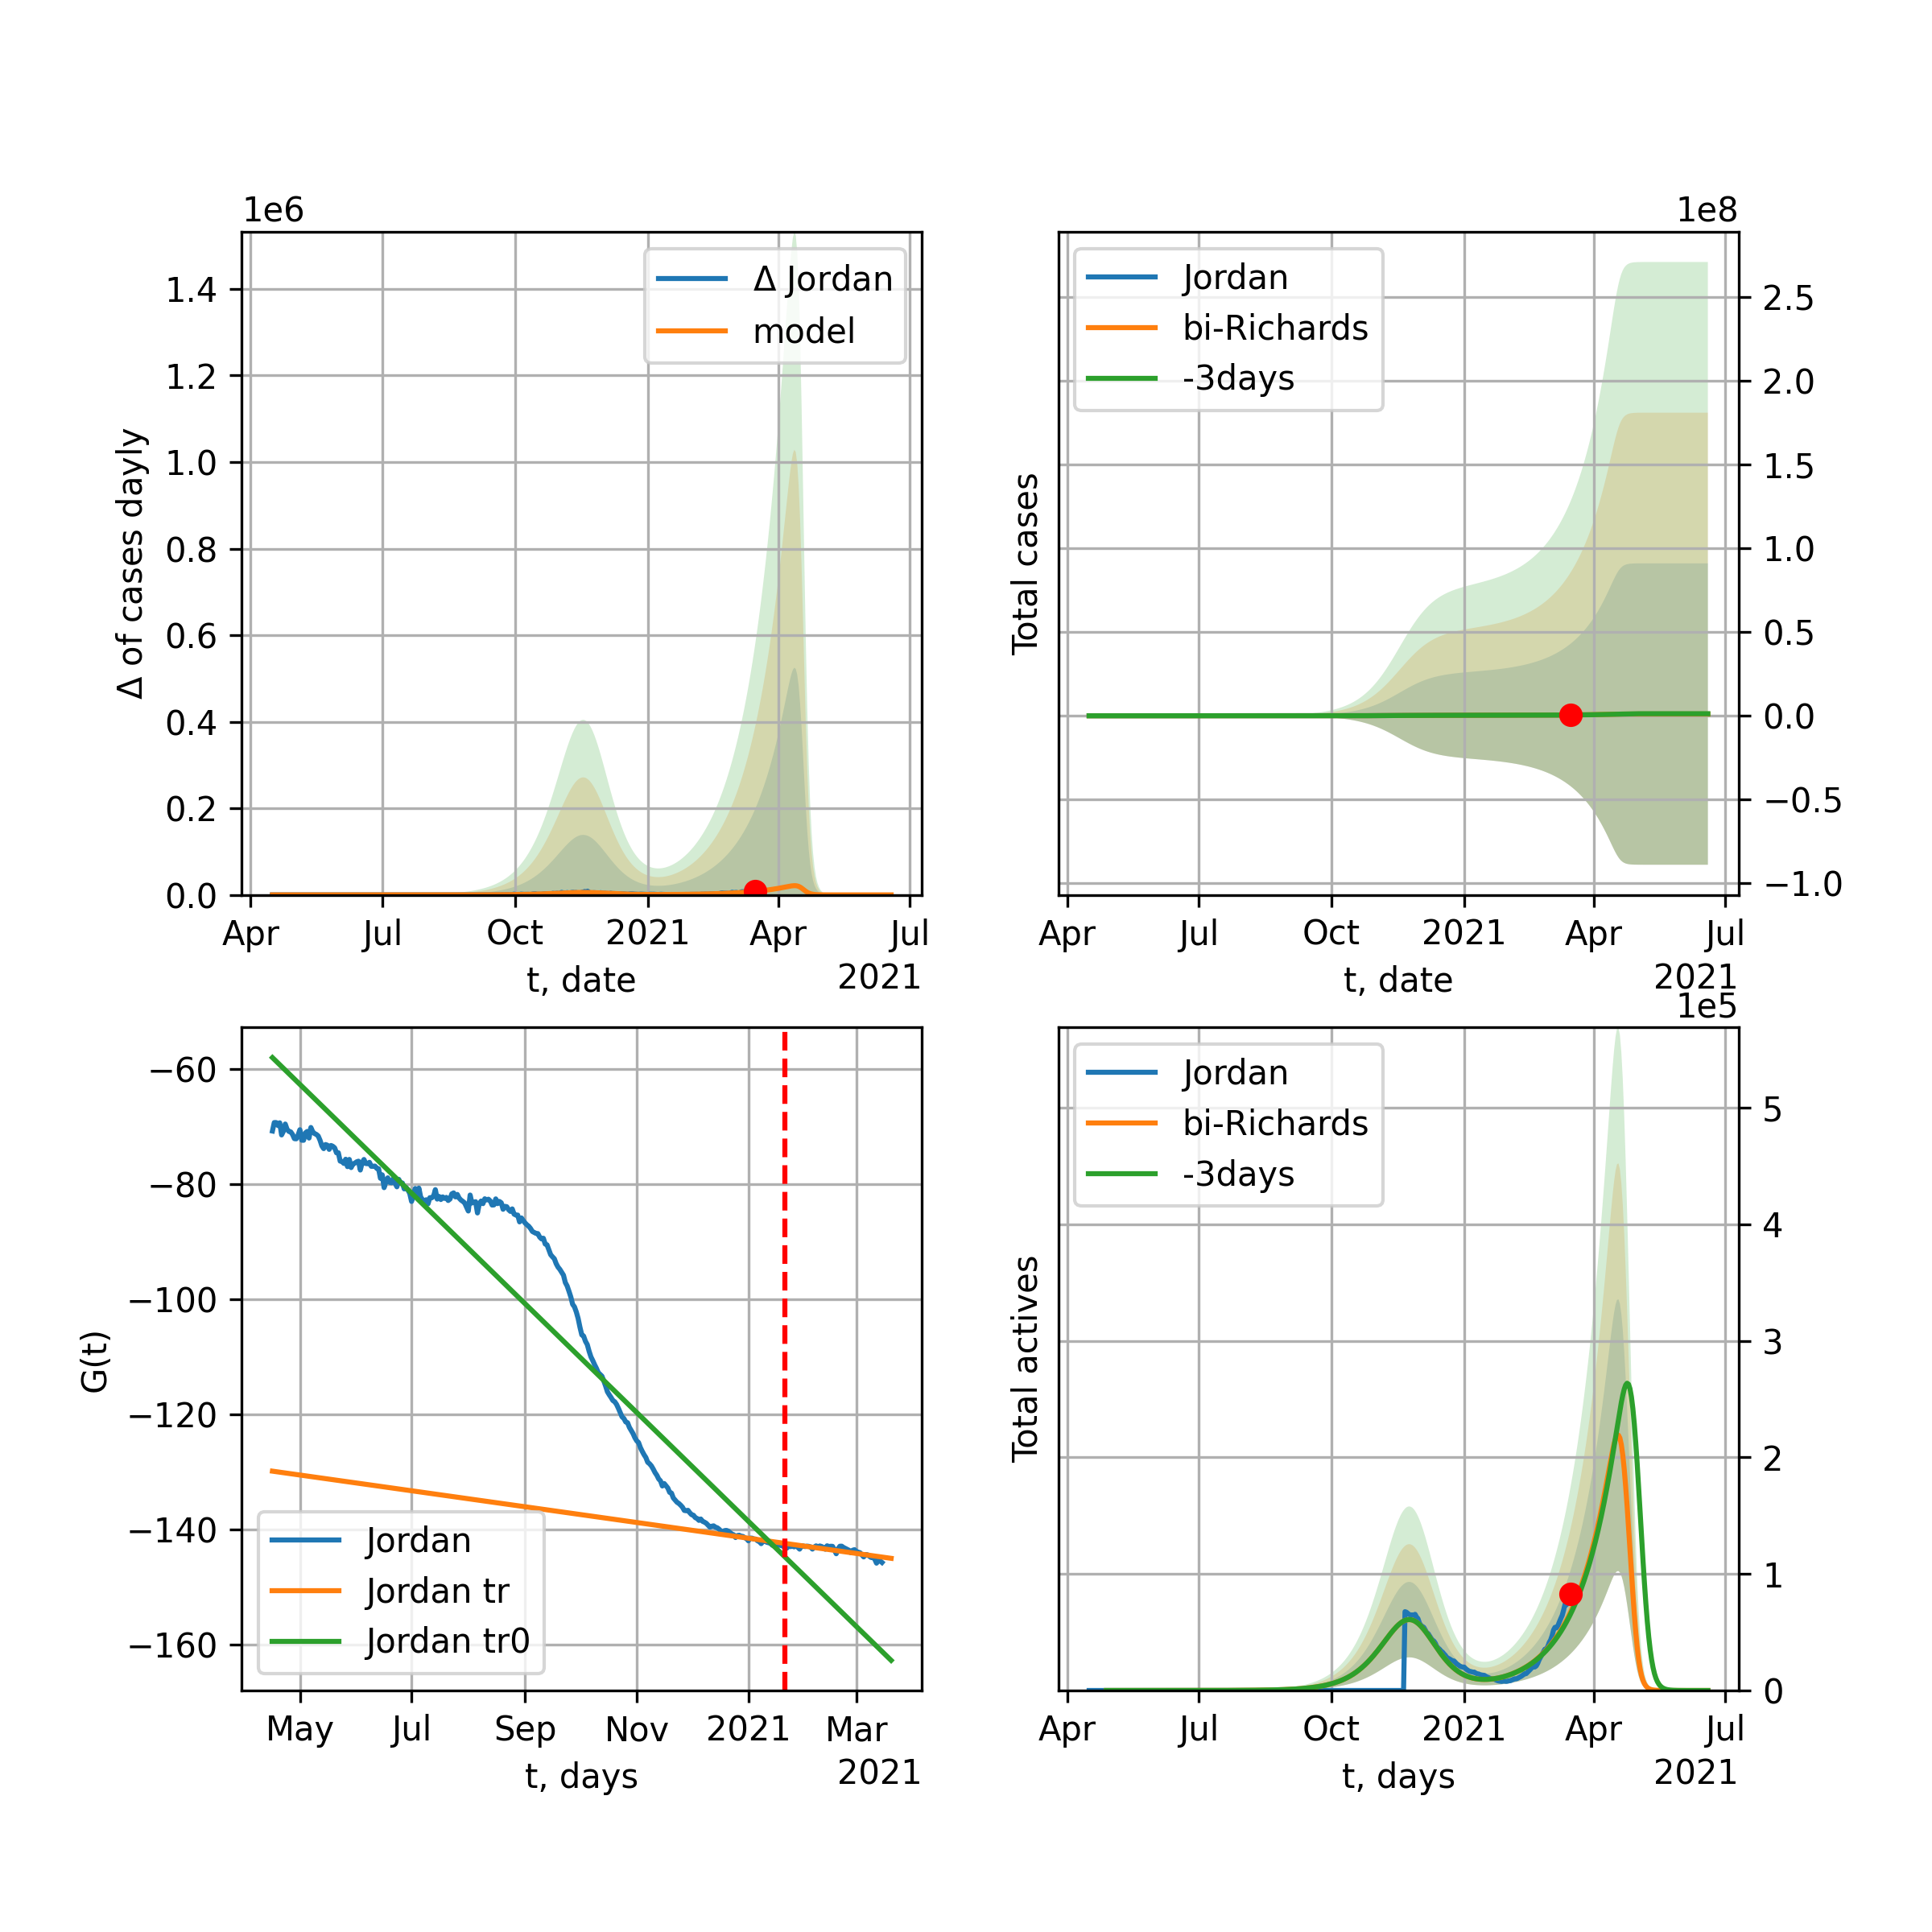 1e6
Δ of cases dayly
1.4
1.2
1.0
0.8
0.6
0.4
0.2
0.0
Δ Jordan
model
Apr Jul Oct 2021 Apr Jul
t, date
2021
1e8
Total cases
Jordan
bi-Richards
-3days
2.5
2.0
1.5
1.0
0.5
0.0
−0.5
−1.0
Apr Jul Oct 2021 Apr Jul
t, date
2021
G(t)
−60
−80
−100
−120
−140
−160
Jordan
Jordan tr
Jordan tr0
May Jul Sep Nov 2021 Mar
t, days
2021
1e5
Total actives
Jordan
bi-Richards
-3days
5
4
3
2
1
0
Apr Jul Oct 2021 Apr Jul
t, days
2021